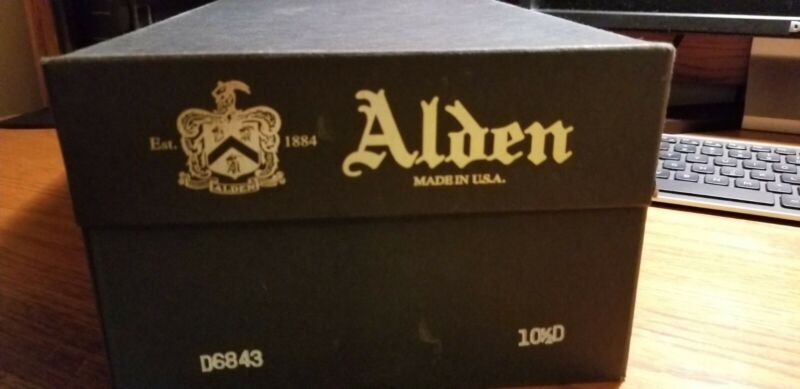 Est. 1884
ALDEN
Alden
MADE IN U.S.A.
D6843
10½D